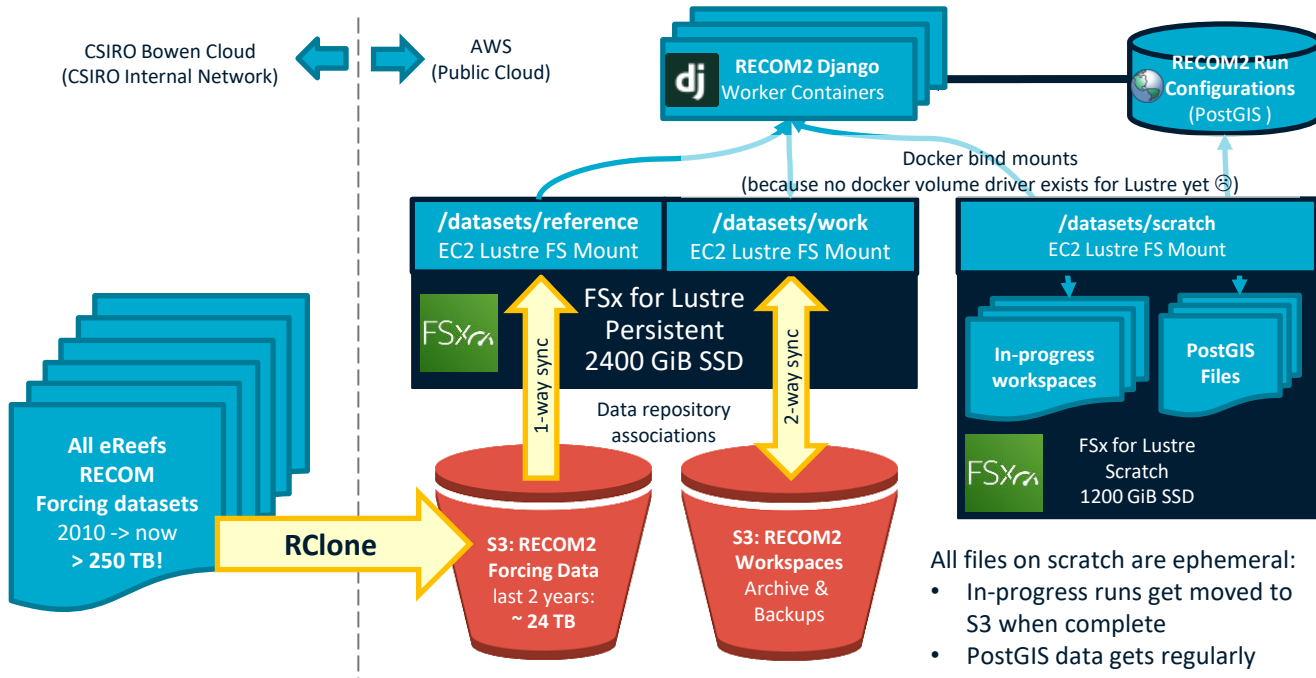 CSIRO Bowen Cloud
(CSIRO Internal Network)
AWS
(Public Cloud)
dj
RECOM2 Django
Worker Containers
RECOM2 Run
Configurations
(PostGIS )
Docker bind mounts
(because no docker volume driver exists for Lustre yet ☹)
/datasets/reference
EC2 Lustre FS Mount
/datasets/work
EC2 Lustre FS Mount
/datasets/scratch
EC2 Lustre FS Mount
FSx
FSx for Lustre
Persistent
2400 GiB SSD
1-way sync
2-way sync
In-progress
workspaces
PostGIS
Files
Data repository
associations
FSx
FSx for Lustre
Scratch
1200 GiB SSD
All eReefs
RECOM
Forcing datasets
2010 -> now
> 250 TB!
RClone
S3: RECOM2
Forcing Data
last 2 years:
~ 24 TB
S3: RECOM2
Workspaces
Archive &
Backups
All files on scratch are ephemeral:
• In-progress runs get moved to
S3 when complete
• PostGIS data gets regularly